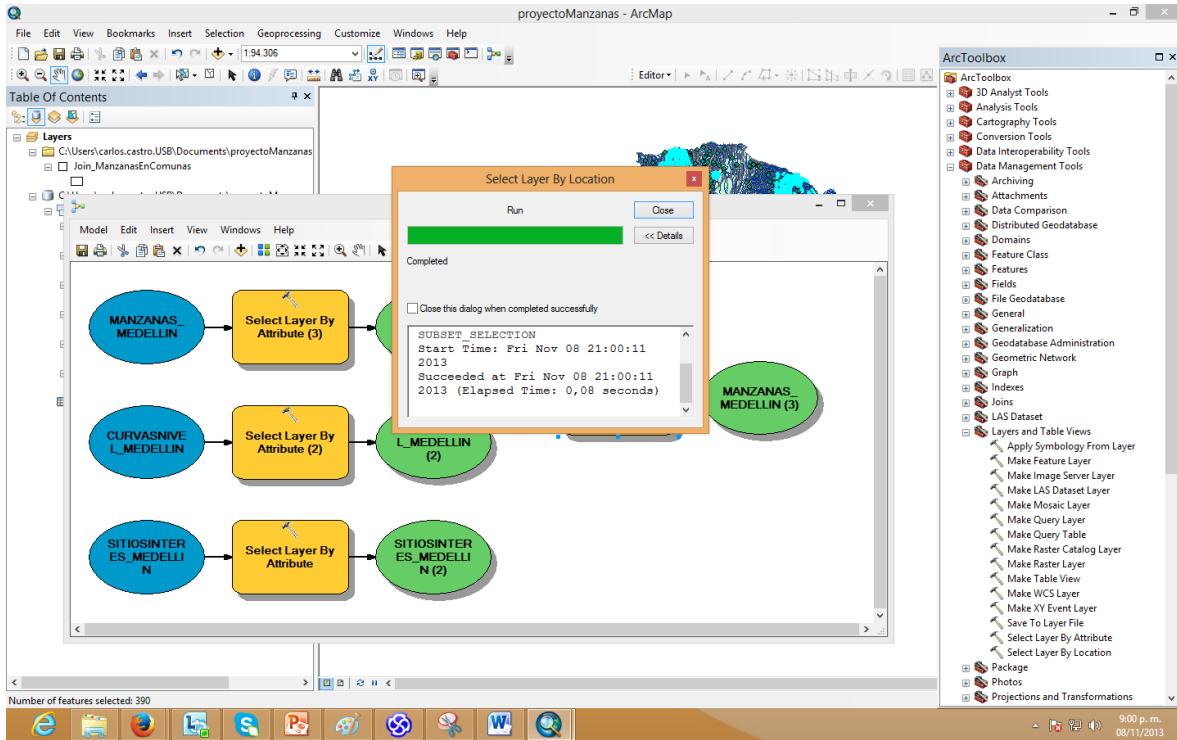 proyectoManzanas - ArcMap
File Edit View Bookmarks Insert Selection Geoprocessing Customize Windows Help
1:94.306
Editor
Table Of Contents
Layers
C:\Users\carlos.castro.USB\Documents\proyectoManzanas
Join_ManzanasEnComunas
Model Edit Insert View Windows Help
MANZANAS_
MEDELLIN
Select Layer By
Attribute (3)
CURVASNIVE
L_MEDELLIN
Select Layer By
Attribute (2)
L_MEDELLIN
(2)
SITIOSINTER
ES_MEDELLI
N
Select Layer By
Attribute
SITIOSINTER
ES_MEDELLI
N (2)
MANZANAS_
MEDELLIN (3)
Select Layer By Location
Run
Close
<< Details
Completed
Close this dialog when completed successfully
SUBSET_SELECTION
Start Time: Fri Nov 08 21:00:11
2013
Succeeded at Fri Nov 08 21:00:11
2013 (Elapsed Time: 0,08 seconds)
ArcToolbox
ArcToolbox
3D Analyst Tools
Analysis Tools
Cartography Tools
Conversion Tools
Data Interoperability Tools
Data Management Tools
Archiving
Attachments
Data Comparison
Distributed Geodatabase
Domains
Feature Class
Features
Fields
File Geodatabase
General
Generalization
Geodatabase Administration
Geometric Network
Graph
Indexes
Joins
LAS Dataset
Layers and Table Views
Apply Symbology From Layer
Make Feature Layer
Make Image Server Layer
Make LAS Dataset Layer
Make Mosaic Layer
Make Query Layer
Make Query Table
Make Raster Catalog Layer
Make Raster Layer
Make Table View
Make WCS Layer
Make XY Event Layer
Save To Layer File
Select Layer By Attribute
Select Layer By Location
Package
Photos
Projections and Transformations
Number of features selected: 390
9:00 p. m.
08/11/2013